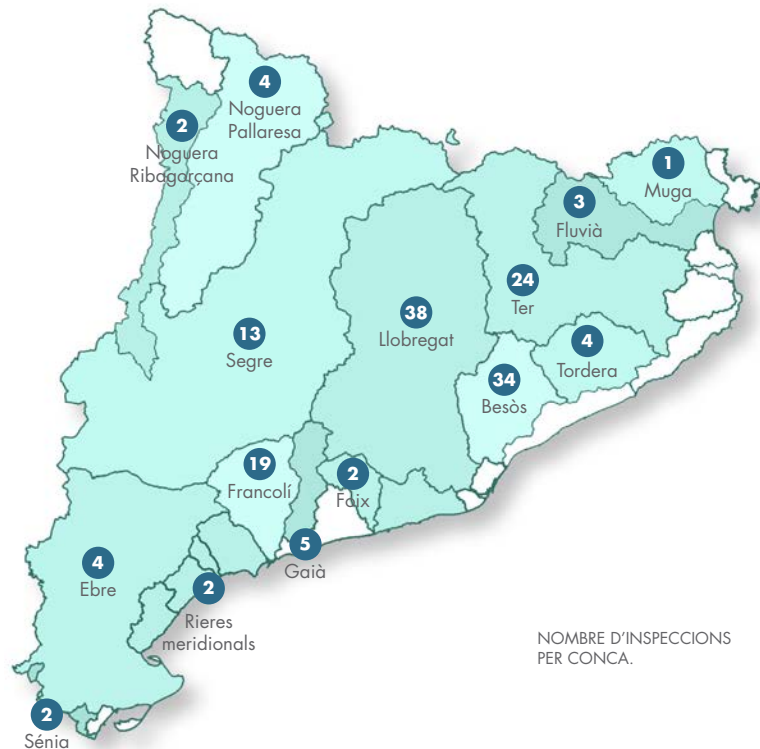 4
Noguera
Pallaresa
2
Noguera
Ribagorçana
1
Muga
3
Fluvià
24
Ter
38
Llobregat
13
Segre
4
Tordera
34
Besòs
19
Francolí
2
Foix
5
Gaià
4
Ebre
2
Rieres
meridionals
NOMBRE D’INSPECCIONS
PER CONCA.
2
Sénia